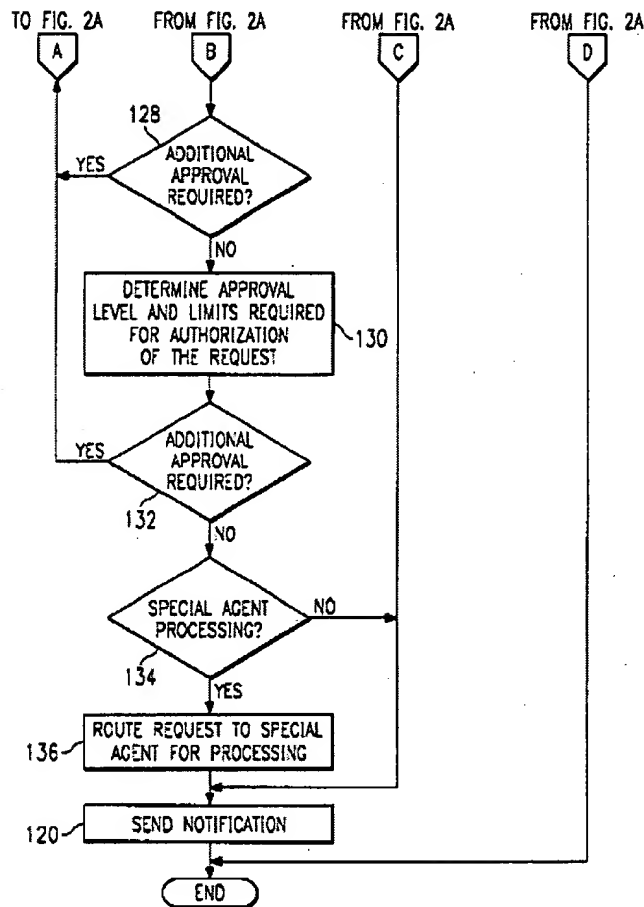 TO FIG. 2A
FROM FIG. 2A
FROM FIG. 2A
FROM FIG. 2A
A
B
C
D
128
ADDITIONAL
APPROVAL
REQUIRED?
YES
NO
DETERMINE APPROVAL
LEVEL AND LIMITS REQUIRED
FOR AUTHORIZATION
OF THE REQUEST
130
ADDITIONAL
APPROVAL
REQUIRED?
YES
132
NO
SPECIAL AGENT
PROCESSING?
NO
134
YES
ROUTE REQUEST TO SPECIAL
AGENT FOR PROCESSING
136
SEND NOTIFICATION
120
END